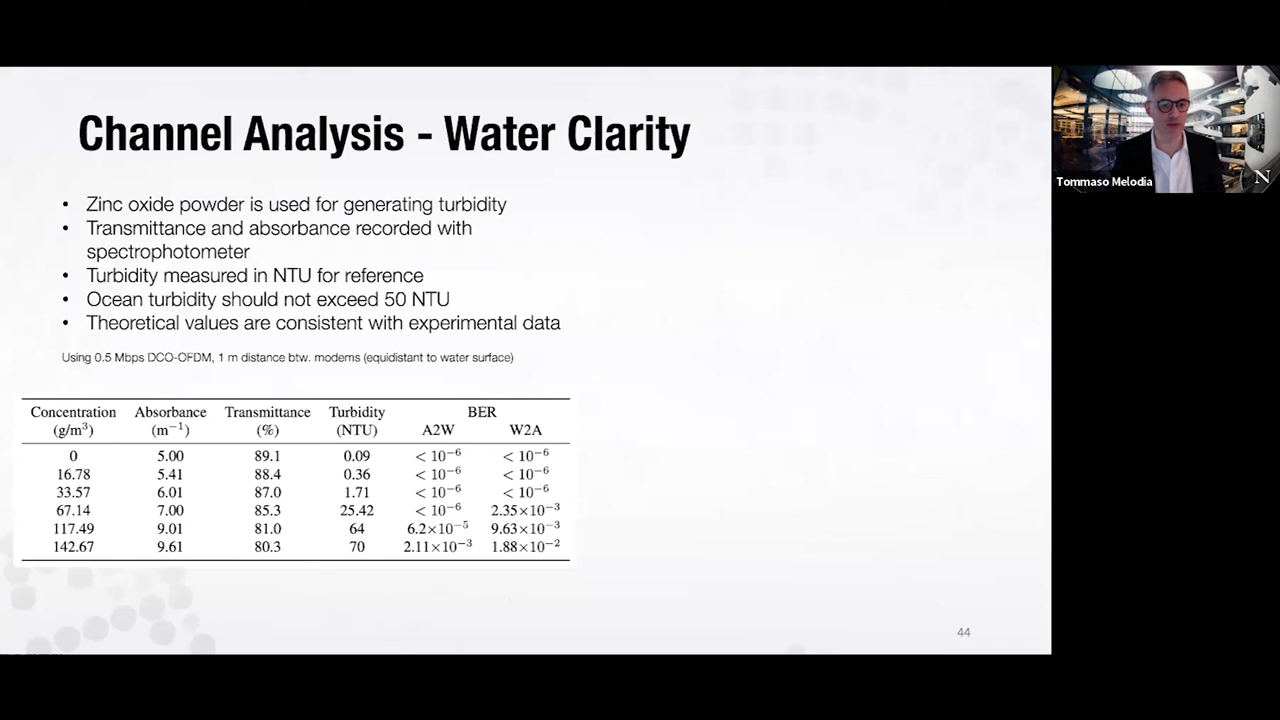 Channel Analysis - Water Clarity
• Zinc oxide powder is used for generating turbidity
• Transmittance and absorbance recorded with
spectrophotometer
• Turbidity measured in NTU for reference
• Ocean turbidity should not exceed 50 NTU
• Theoretical values are consistent with experimental data
Using 0.5 Mbps DCO-OFDM, 1 m distance btw. modems (equidistant to water surface)
Concentration Absorbance Transmittance Turbidity BER
(g/m³) (m⁻¹) (%) (NTU) A2W W2A
0 5.00 89.1 0.09 < 10⁻⁶ < 10⁻⁶
16.78 5.41 88.4 0.36 < 10⁻⁶ < 10⁻⁶
33.57 6.01 87.0 1.71 < 10⁻⁶ < 10⁻⁶
67.14 7.00 85.3 25.42 < 10⁻⁶ 2.35×10⁻³
117.49 9.01 81.0 64 6.2×10⁻⁵ 9.63×10⁻³
142.67 9.61 80.3 70 2.11×10⁻³ 1.88×10⁻²
44
Tommaso Melodia
N